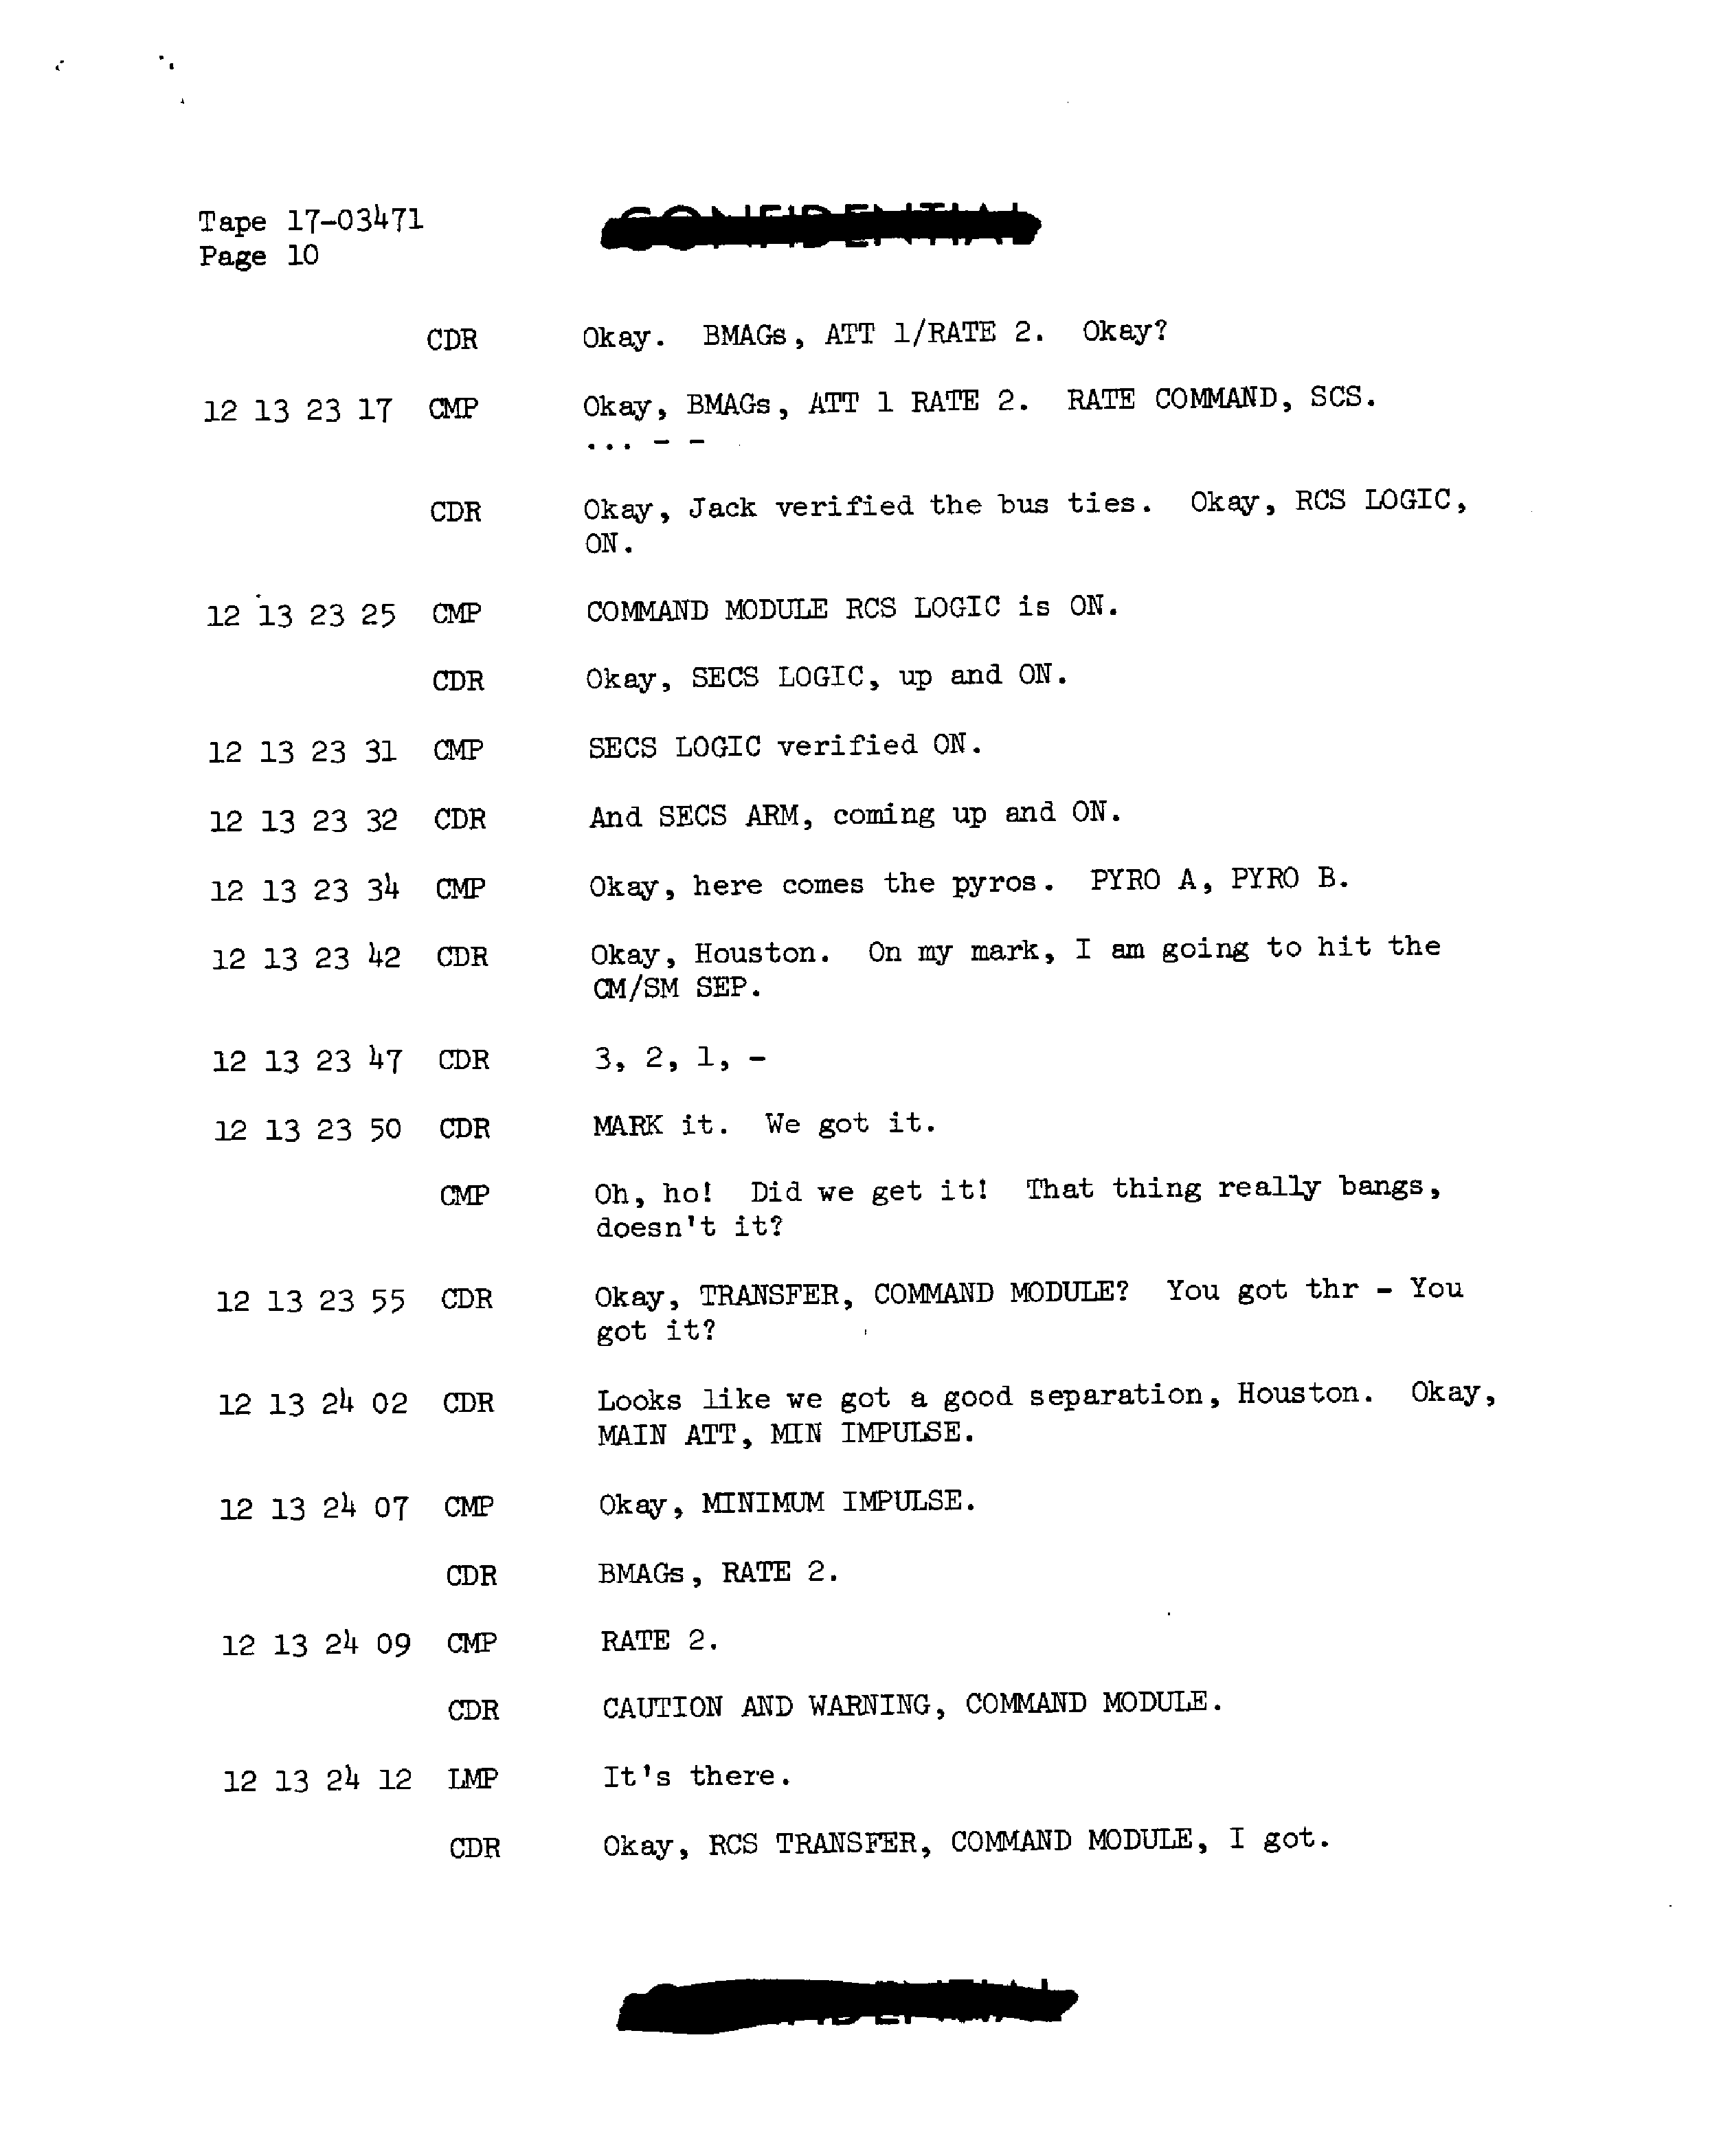 Tape 17-03471
CONFIDENTIAL
Page 10
CDR Okay. BMAGs, ATT 1/RATE 2. Okay?
12 13 23 17 CMP Okay, BMAGs, ATT 1 RATE 2. RATE COMMAND, SCS.
... - -
CDR Okay, Jack verified the bus ties. Okay, RCS LOGIC,
ON.
12 13 23 25 CMP COMMAND MODULE RCS LOGIC is ON.
CDR Okay, SECS LOGIC, up and ON.
12 13 23 31 CMP SECS LOGIC verified ON.
12 13 23 32 CDR And SECS ARM, coming up and ON.
12 13 23 34 CMP Okay, here comes the pyros. PYRO A, PYRO B.
12 13 23 42 CDR Okay, Houston. On my mark, I am going to hit the
CM/SM SEP.
12 13 23 47 CDR 3, 2, 1, -
12 13 23 50 CDR MARK it. We got it.
CMP Oh, ho! Did we get it! That thing really bangs,
doesn't it?
12 13 23 55 CDR Okay, TRANSFER, COMMAND MODULE? You got thr - You
got it?
12 13 24 02 CDR Looks like we got a good separation, Houston. Okay,
MAIN ATT, MIN IMPULSE.
12 13 24 07 CMP Okay, MINIMUM IMPULSE.
CDR BMAGs, RATE 2.
12 13 24 09 CMP RATE 2.
CDR CAUTION AND WARNING, COMMAND MODULE.
12 13 24 12 LMP It's there.
CDR Okay, RCS TRANSFER, COMMAND MODULE, I got.